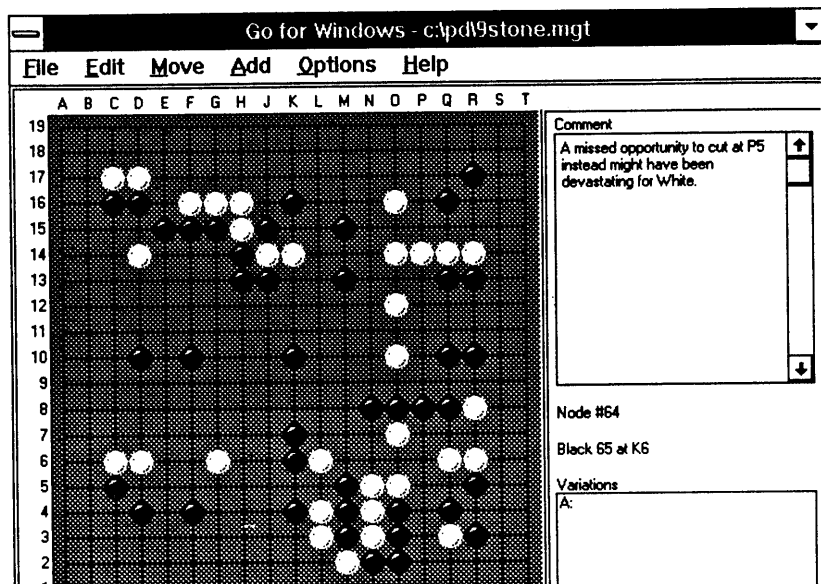 Go for Windows - c:\pd\9stone.mgt
File Edit Move Add Options Help
A B C D E F G H J K L M N O P Q R S T
19
18
17
16
15
14
13
12
11
10
9
8
7
6
5
4
3
2
Comment
A missed opportunity to cut at P5
instead might have been
devastating for White.
Node #64
Black 65 at K6
Variations
A: